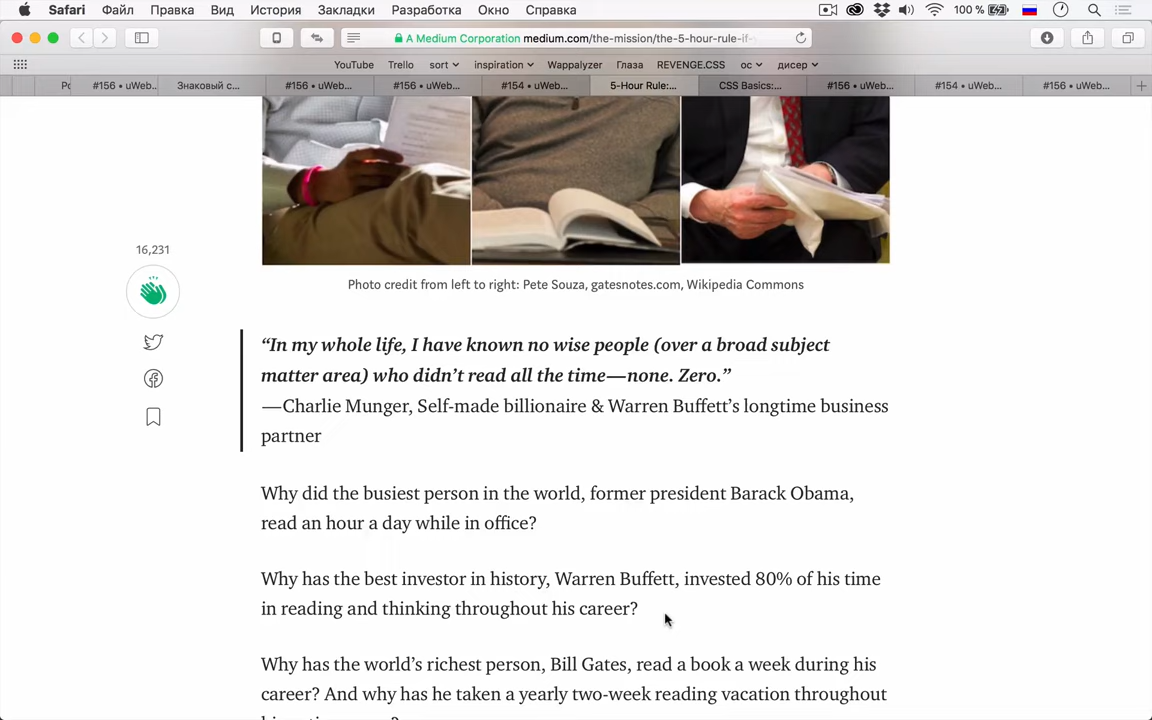 Safari Файл Правка Вид История Закладки Разработка Окно Справка 100 %
A Medium Corporation medium.com/the-mission/the-5-hour-rule-if-
YouTube Trello sort inspiration Wappalyzer Глаза REVENGE.CSS ос дисер
Рс #156 • uWeb... Знаковый с... #156 • uWeb... #156 • uWeb... #154 • uWeb... 5-Hour Rule:... CSS Basics:... #156 • uWeb... #154 • uWeb... #156 • uWeb...
16,231
Photo credit from left to right: Pete Souza, gatesnotes.com, Wikipedia Commons
“In my whole life, I have known no wise people (over a broad subject
matter area) who didn’t read all the time — none. Zero.”
— Charlie Munger, Self-made billionaire & Warren Buffett’s longtime business
partner
Why did the busiest person in the world, former president Barack Obama,
read an hour a day while in office?
Why has the best investor in history, Warren Buffett, invested 80% of his time
in reading and thinking throughout his career?
Why has the world’s richest person, Bill Gates, read a book a week during his
career? And why has he taken a yearly two-week reading vacation throughout